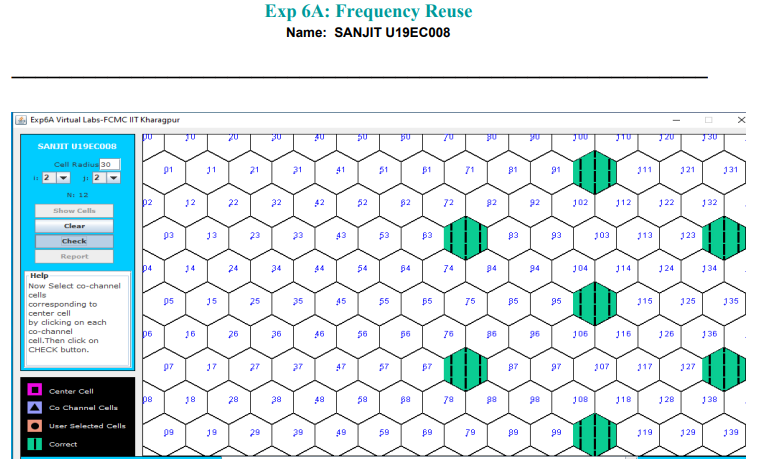 Exp 6A: Frequency Reuse
Name: SANJIT U19EC008
Exp6A Virtual Labs-FCMC IIT Kharagpur
SANJIT U19EC008
Cell Radius 30
i: 2 j: 2
N: 12
Show Cells
Clear
Check
Report
Help
Now Select co-channel
cells
corresponding to
center cell
by clicking on each
co-channel
cell.Then click on
CHECK button.
Center Cell
Co Channel Cells
User Selected Cells
Correct
00 10 20 30 40 50 60 70 80 90 100 110 120 130
01 11 21 31 41 51 61 71 81 91 111 121 131
02 12 22 32 42 52 62 72 82 92 102 112 122 132
03 13 23 33 43 53 63 83 93 103 113 123
04 14 24 34 44 54 64 74 84 94 104 114 124 134
05 15 25 35 45 55 65 75 85 95 115 125 135
06 16 26 36 46 56 66 76 86 96 106 116 126 136
07 17 27 37 47 57 67 87 97 107 117 127
08 18 28 38 48 58 68 78 88 98 108 118 128 138
09 19 29 39 49 59 69 79 89 99 119 129 139